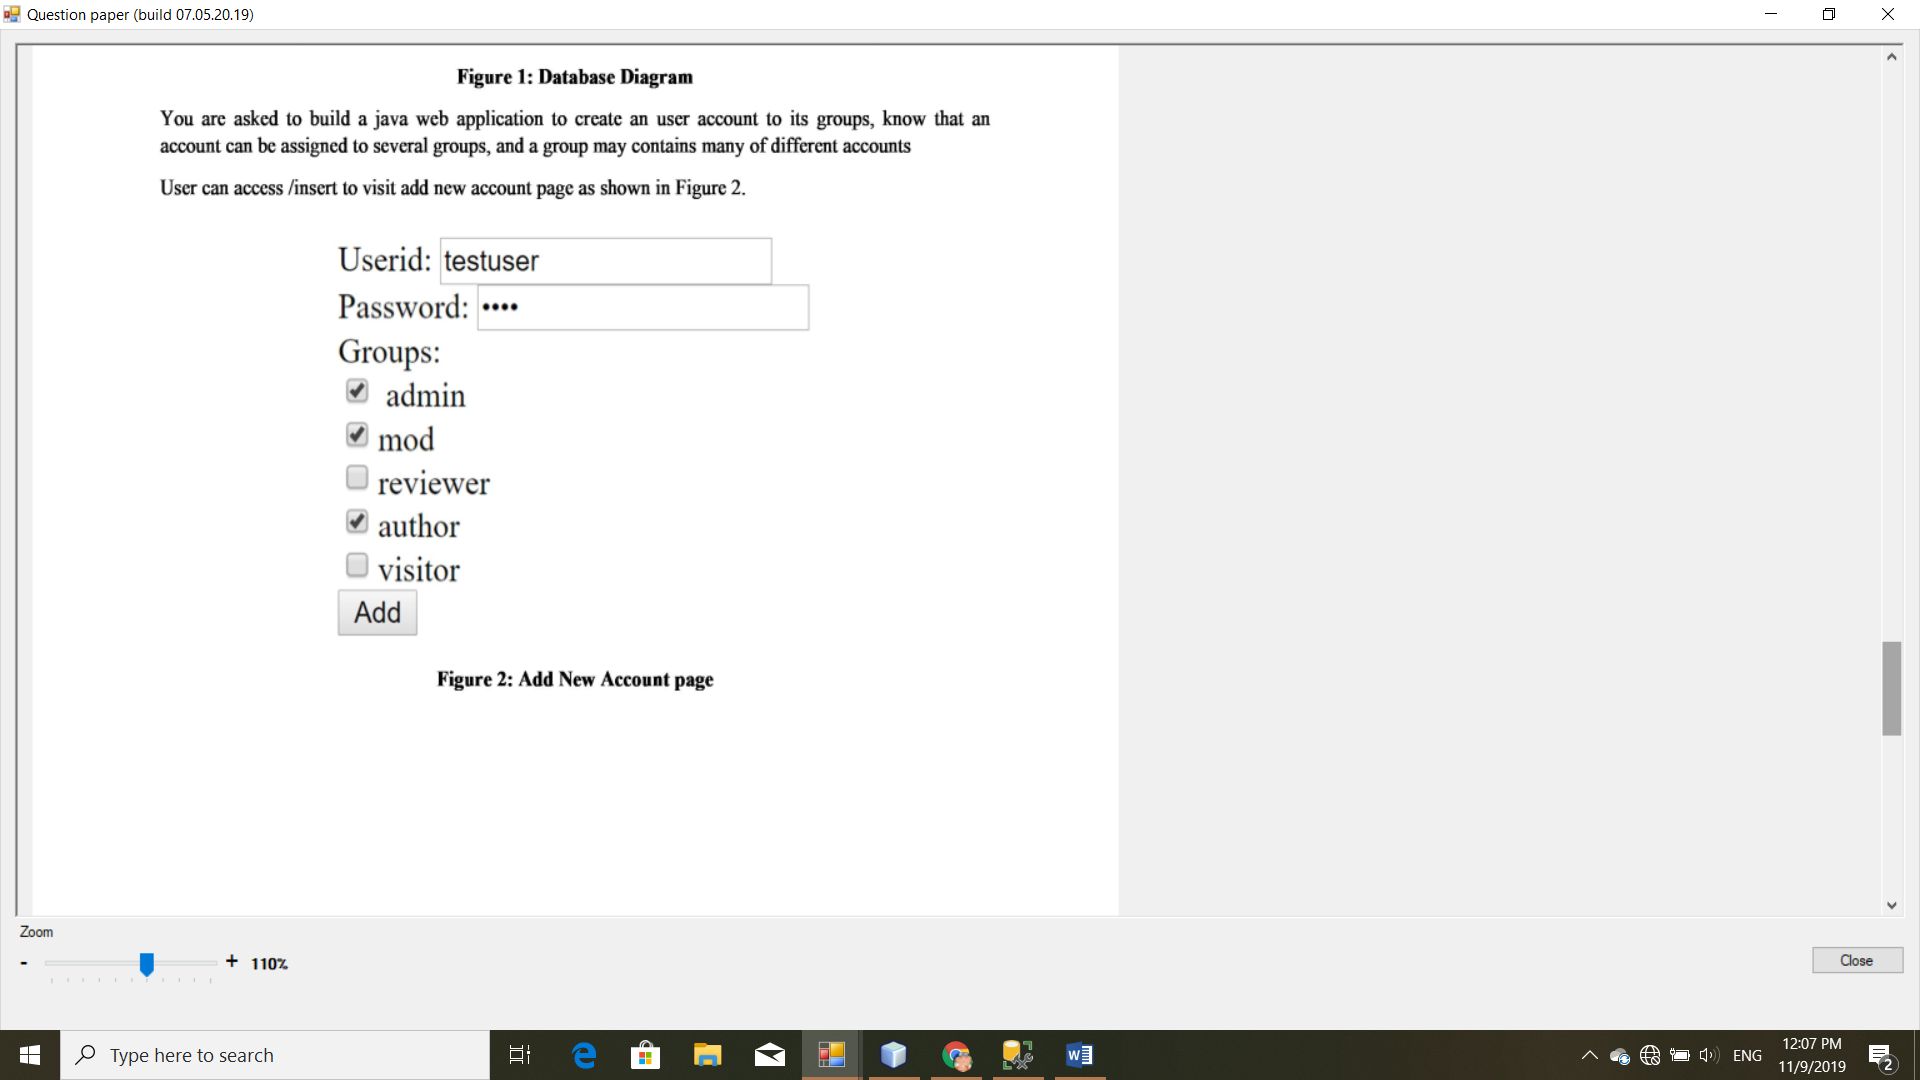 Question paper (build 07.05.20.19)
Figure 1: Database Diagram
You are asked to build a java web application to create an user account to its groups, know that an
account can be assigned to several groups, and a group may contains many of different accounts
User can access /insert to visit add new account page as shown in Figure 2.
Userid: testuser
Password: ••••
Groups:
admin
mod
reviewer
author
visitor
Add
Figure 2: Add New Account page
Zoom
- + 110%
Close
Type here to search
ENG
12:07 PM
11/9/2019
2